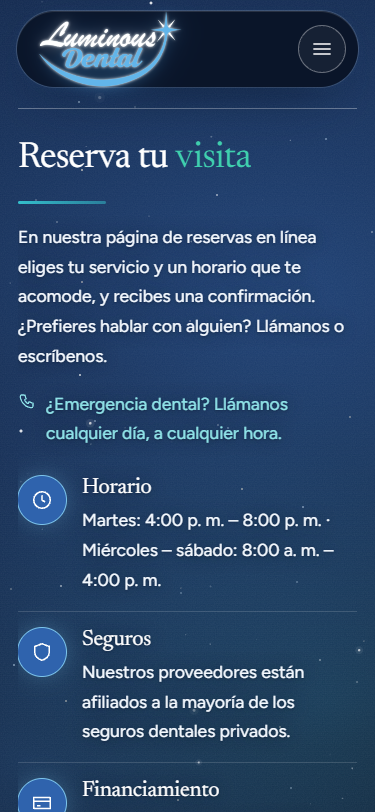 Luminous
Dental
Reserva tu visita
En nuestra página de reservas en línea
eliges tu servicio y un horario que te
acomode, y recibes una confirmación.
¿Prefieres hablar con alguien? Llámanos o
escríbenos.
¿Emergencia dental? Llámanos
cualquier día, a cualquier hora.
Horario
Martes: 4:00 p. m. – 8:00 p. m. ·
Miércoles – sábado: 8:00 a. m. –
4:00 p. m.
Seguros
Nuestros proveedores están
afiliados a la mayoría de los
seguros dentales privados.
Financiamiento